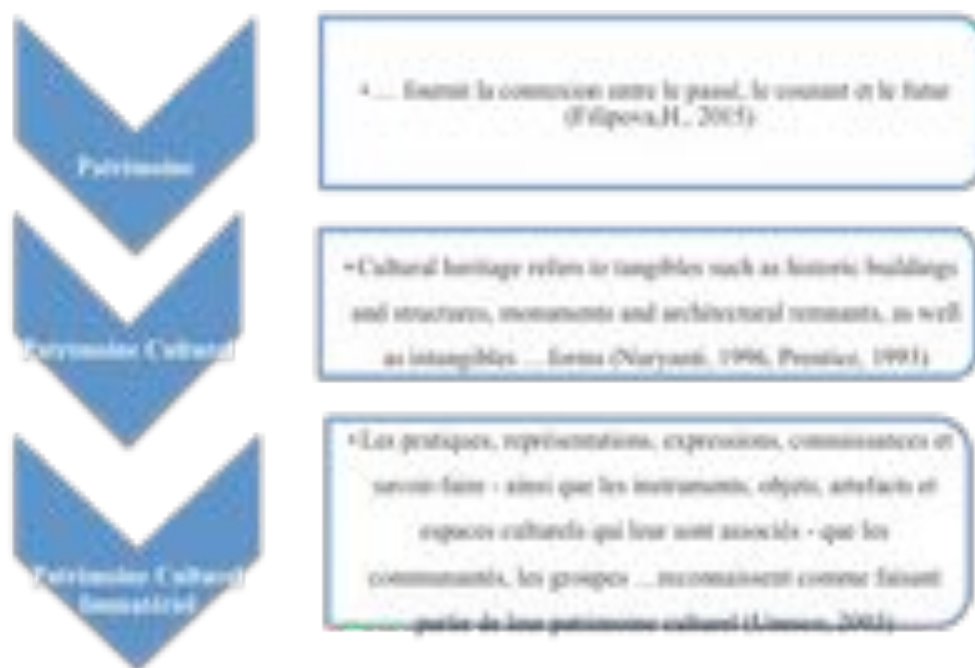 Patrimoine
• ... fournit la connexion entre le passé, le courant et le futur
(Filipova,H., 2015)
Patrimoine Culturel
• Cultural heritage refers to tangibles such as historic buildings
and structures, monuments and architectural remnants, as well
as intangibles ... forms (Nuryanti, 1996, Prentice, 1993)
Patrimoine Culturel
Immatériel
• Les pratiques, représentations, expressions, connaissances et
savoir-faire - ainsi que les instruments, objets, artefacts et
espaces culturels qui leur sont associés - que les
communautés, les groupes ...reconnaissent comme faisant
partie de leur patrimoine culturel (Unesco, 2003)